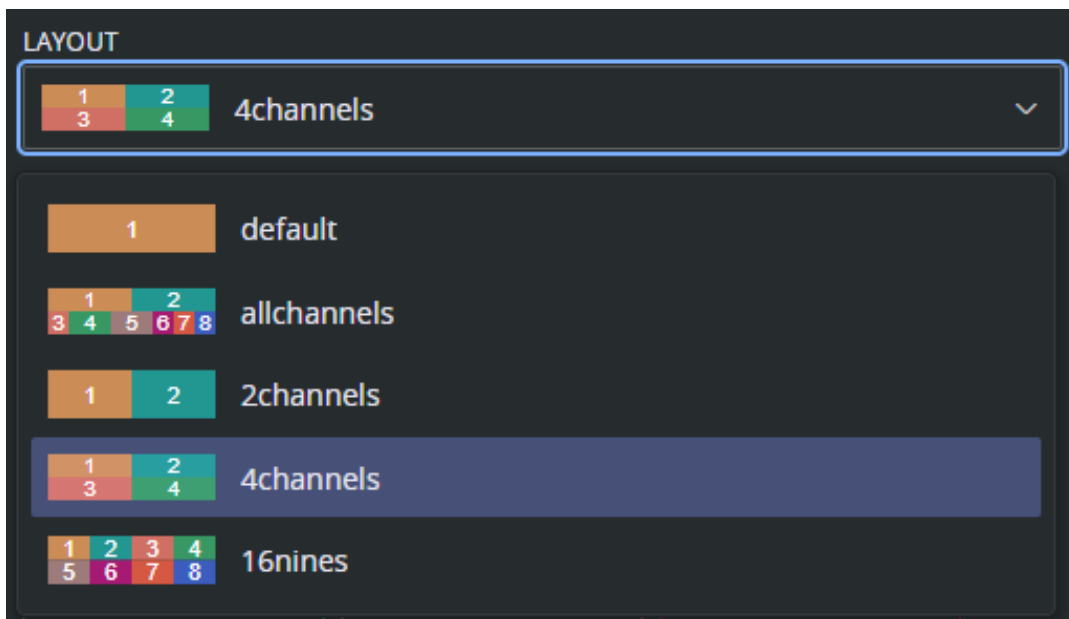 LAYOUT
1 2
3 4
4channels
1
default
1 2
3 4 5 6 7 8
allchannels
1 2
2channels
1 2
3 4
4channels
1 2 3 4
5 6 7 8
16nines